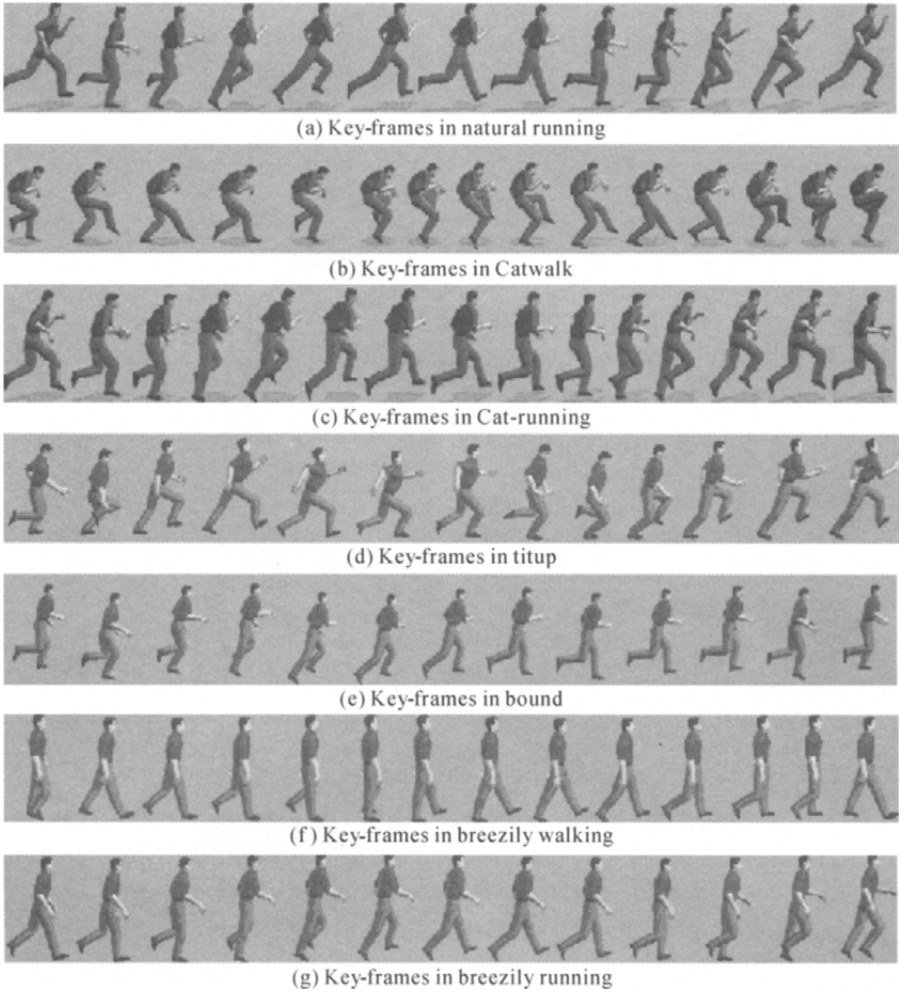 (a) Key-frames in natural running
(b) Key-frames in Catwalk
(c) Key-frames in Cat-running
(d) Key-frames in titup
(e) Key-frames in bound
(f) Key-frames in breezily walking
(g) Key-frames in breezily running